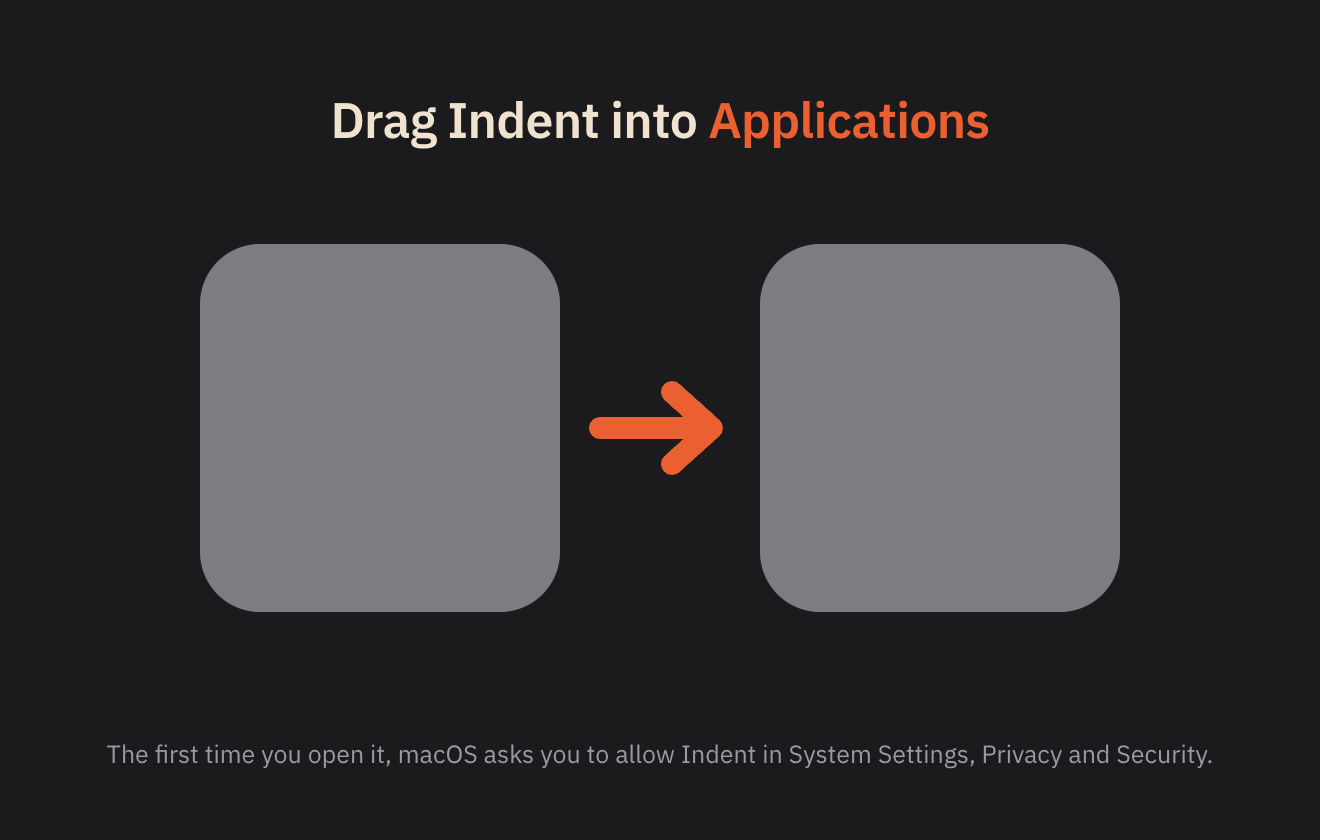 Drag Indent into Applications
The first time you open it, macOS asks you to allow Indent in System Settings, Privacy and Security.